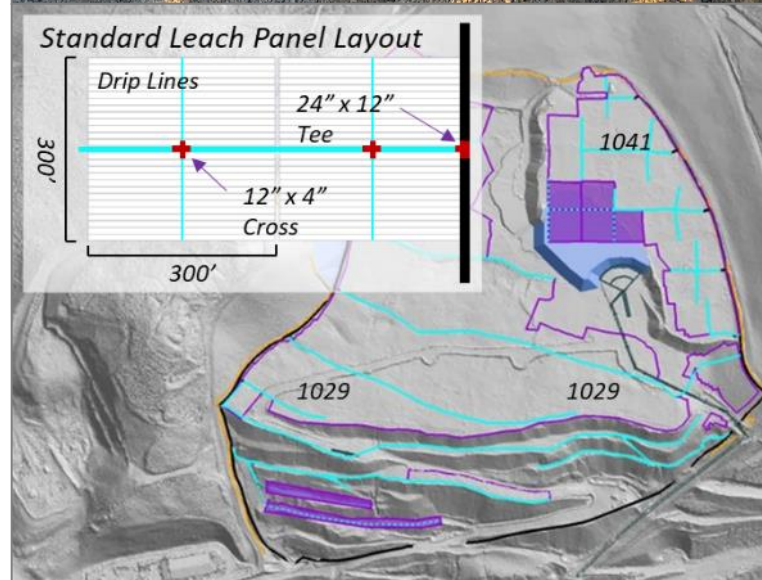 Standard Leach Panel Layout
Drip Lines
24” x 12”
Tee
1041
300’
12” x 4”
Cross
300’
1029
1029